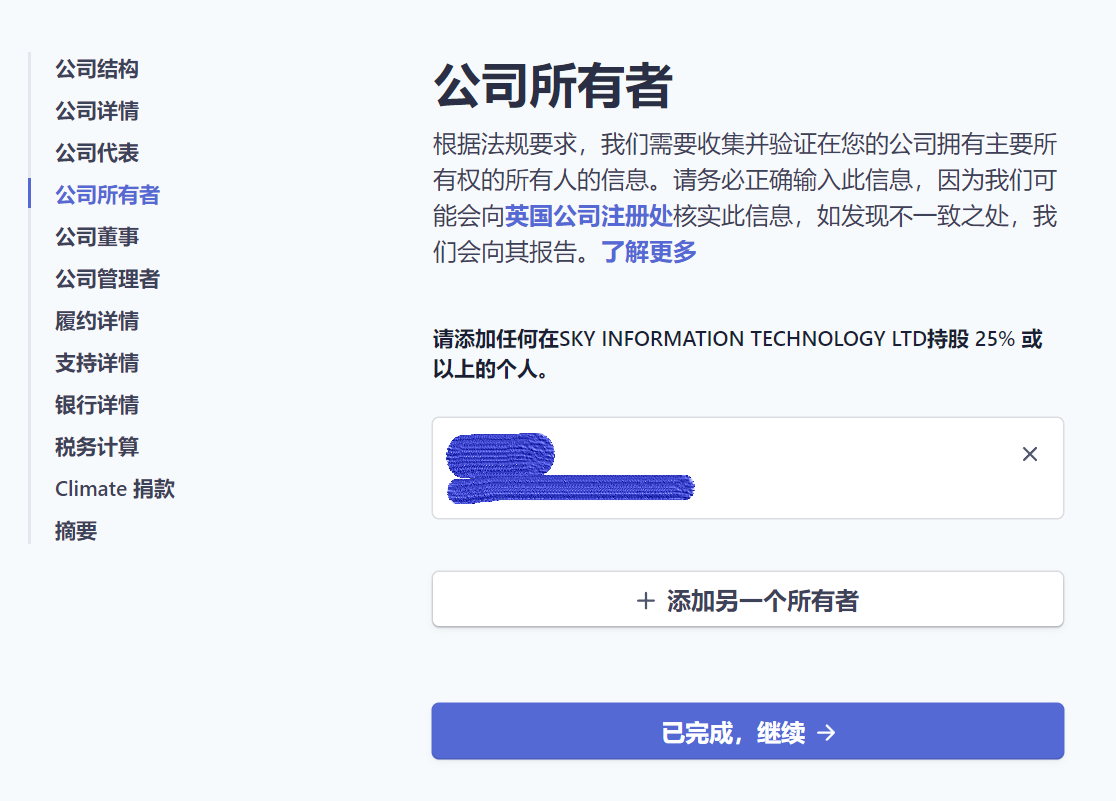 公司结构
公司详情
公司代表
公司所有者
公司董事
公司管理者
履约详情
支持详情
银行详情
税务计算
Climate 捐款
摘要
公司所有者
根据法规要求，我们需要收集并验证在您的公司拥有主要所
有权的所有人的信息。请务必正确输入此信息，因为我们可
能会向英国公司注册处核实此信息，如发现不一致之处，我
们会向其报告。了解更多
请添加任何在SKY INFORMATION TECHNOLOGY LTD持股 25% 或
以上的个人。
添加另一个所有者
已完成，继续 →